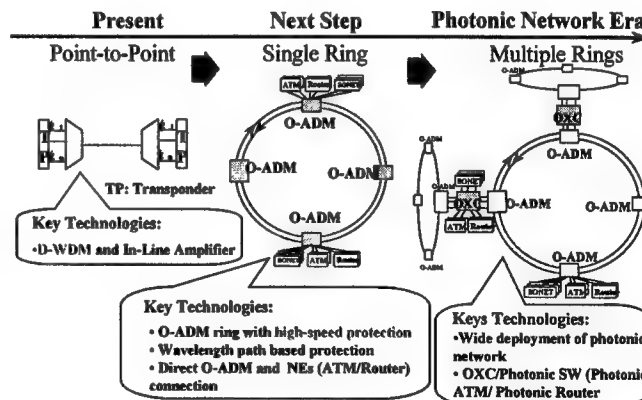 Present
Next Step
Photonic Network Era
Point-to-Point
Single Ring
Multiple Rings
O-ADM
O-ADM
ATM Router SONET
OXC
O-ADM
O-ADM
O-ADM
O-ADM
O-ADM
SONET
O-ADM
OXC
O-ADM
O-ADM
ATM Router
TP: Transponder
O-ADM
O-ADM
O-ADM
SONET ATM Router
SONET ATM Router
Key Technologies:
•D-WDM and In-Line Amplifier
Key Technologies:
• O-ADM ring with high-speed protection
• Wavelength path based protection
• Direct O-ADM and NEs (ATM/Router)
connection
Keys Technologies:
•Wide deployment of photonic
network
• OXC/Photonic SW (Photonic
ATM/ Photonic Router